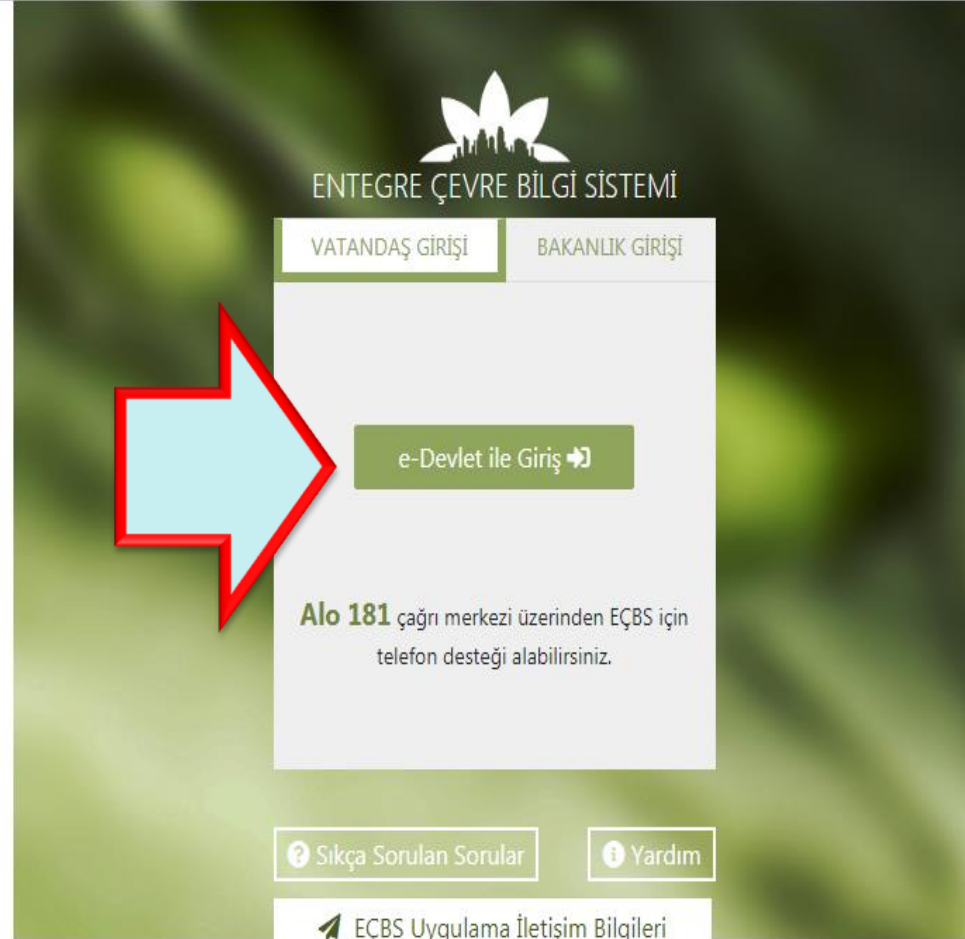 ENTEGRE ÇEVRE BİLGİ SİSTEMİ
VATANDAŞ GİRİŞİ BAKANLIK GİRİŞİ
e-Devlet ile Giriş
Alo 181 çağrı merkezi üzerinden EÇBS için
telefon desteği alabilirsiniz.
Sıkça Sorulan Sorular Yardım
EÇBS Uygulama İletişim Bilgileri